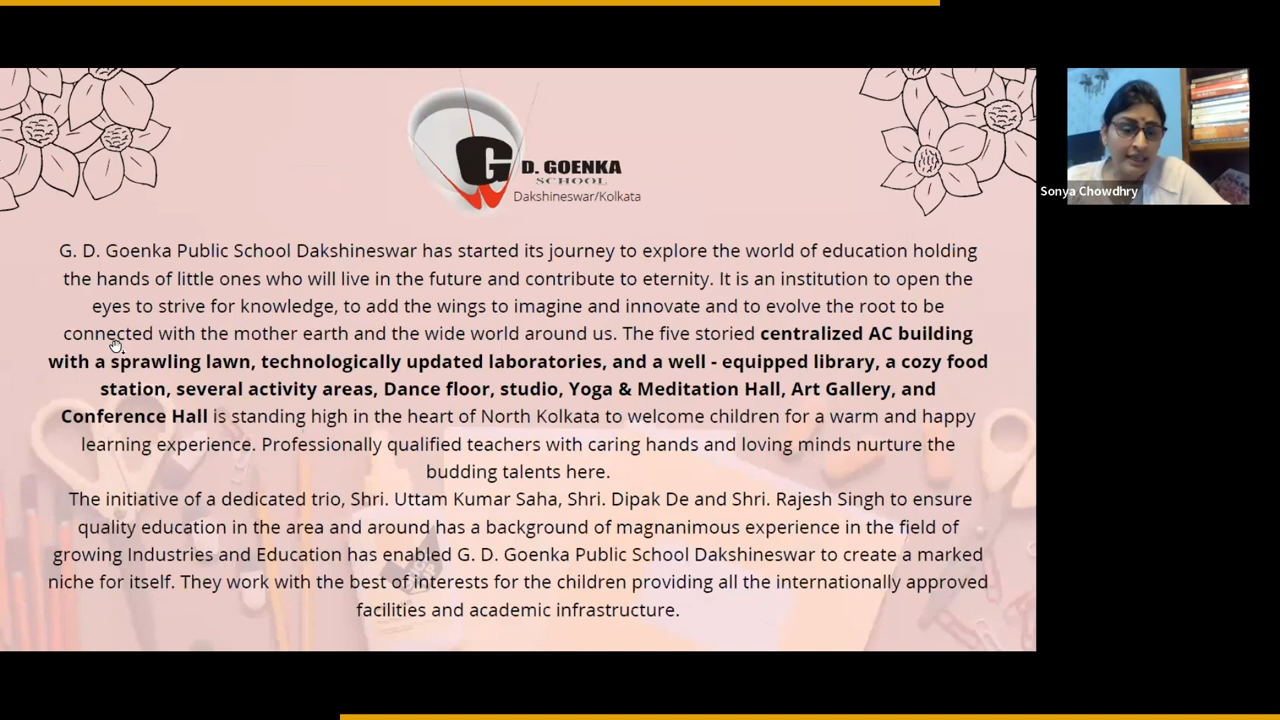 G
D. GOENKA
SCHOOL
Dakshineswar/Kolkata
Sonya Chowdhry
G. D. Goenka Public School Dakshineswar has started its journey to explore the world of education holding
the hands of little ones who will live in the future and contribute to eternity. It is an institution to open the
eyes to strive for knowledge, to add the wings to imagine and innovate and to evolve the root to be
connected with the mother earth and the wide world around us. The five storied centralized AC building
with a sprawling lawn, technologically updated laboratories, and a well - equipped library, a cozy food
station, several activity areas, Dance floor, studio, Yoga & Meditation Hall, Art Gallery, and
Conference Hall is standing high in the heart of North Kolkata to welcome children for a warm and happy
learning experience. Professionally qualified teachers with caring hands and loving minds nurture the
budding talents here.
The initiative of a dedicated trio, Shri. Uttam Kumar Saha, Shri. Dipak De and Shri. Rajesh Singh to ensure
quality education in the area and around has a background of magnanimous experience in the field of
growing Industries and Education has enabled G. D. Goenka Public School Dakshineswar to create a marked
niche for itself. They work with the best of interests for the children providing all the internationally approved
facilities and academic infrastructure.